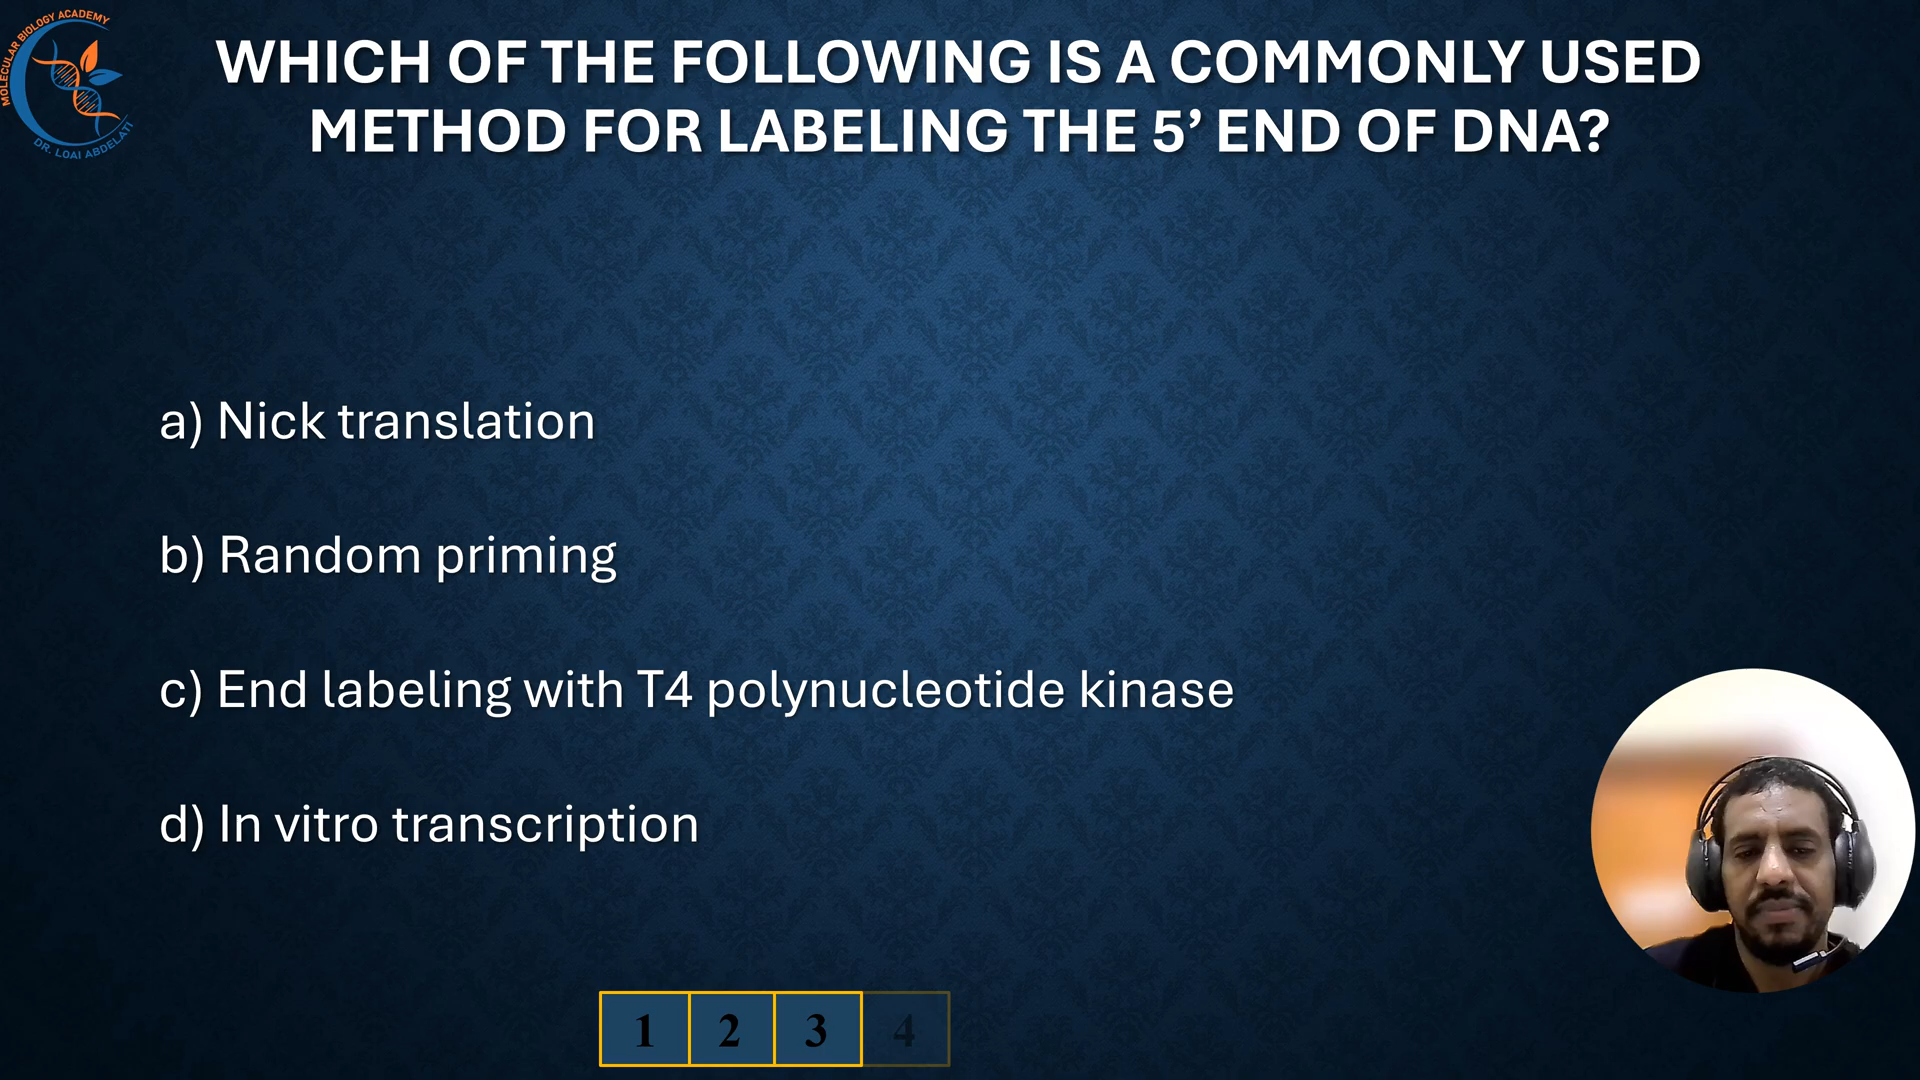 MOLECULAR BIOLOGY ACADEMY
DR. LOAI ABDELATI
WHICH OF THE FOLLOWING IS A COMMONLY USED
METHOD FOR LABELING THE 5’ END OF DNA?
a) Nick translation
b) Random priming
c) End labeling with T4 polynucleotide kinase
d) In vitro transcription
1 2 3 4